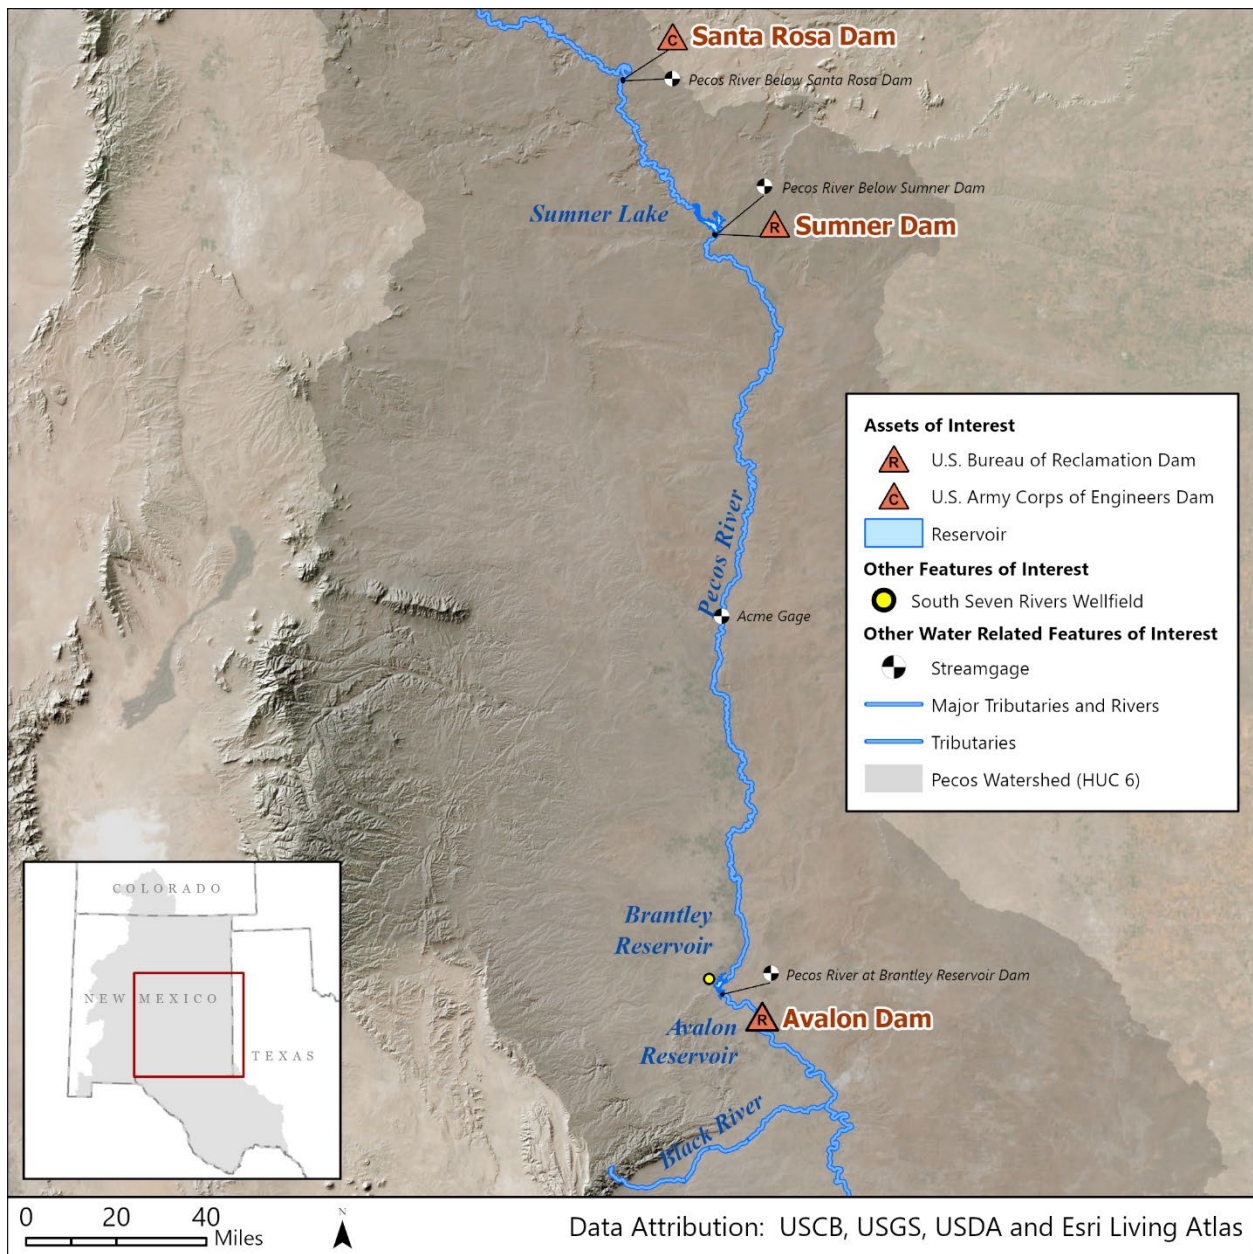 C
Santa Rosa Dam
Pecos River Below Santa Rosa Dam
Pecos River Below Sumner Dam
Sumner Lake
R
Sumner Dam
Assets of Interest
R
U.S. Bureau of Reclamation Dam
C
U.S. Army Corps of Engineers Dam
Reservoir
Other Features of Interest
South Seven Rivers Wellfield
Other Water Related Features of Interest
Streamgage
Major Tributaries and Rivers
Tributaries
Pecos Watershed (HUC 6)
Pecos River
Acme Gage
Brantley
Reservoir
Pecos River at Brantley Reservoir Dam
R
Avalon Dam
Avalon
Reservoir
Black River
COLORADO
NEW MEXICO
TEXAS
0 20 40
Miles
N
Data Attribution: USCB, USGS, USDA and Esri Living Atlas